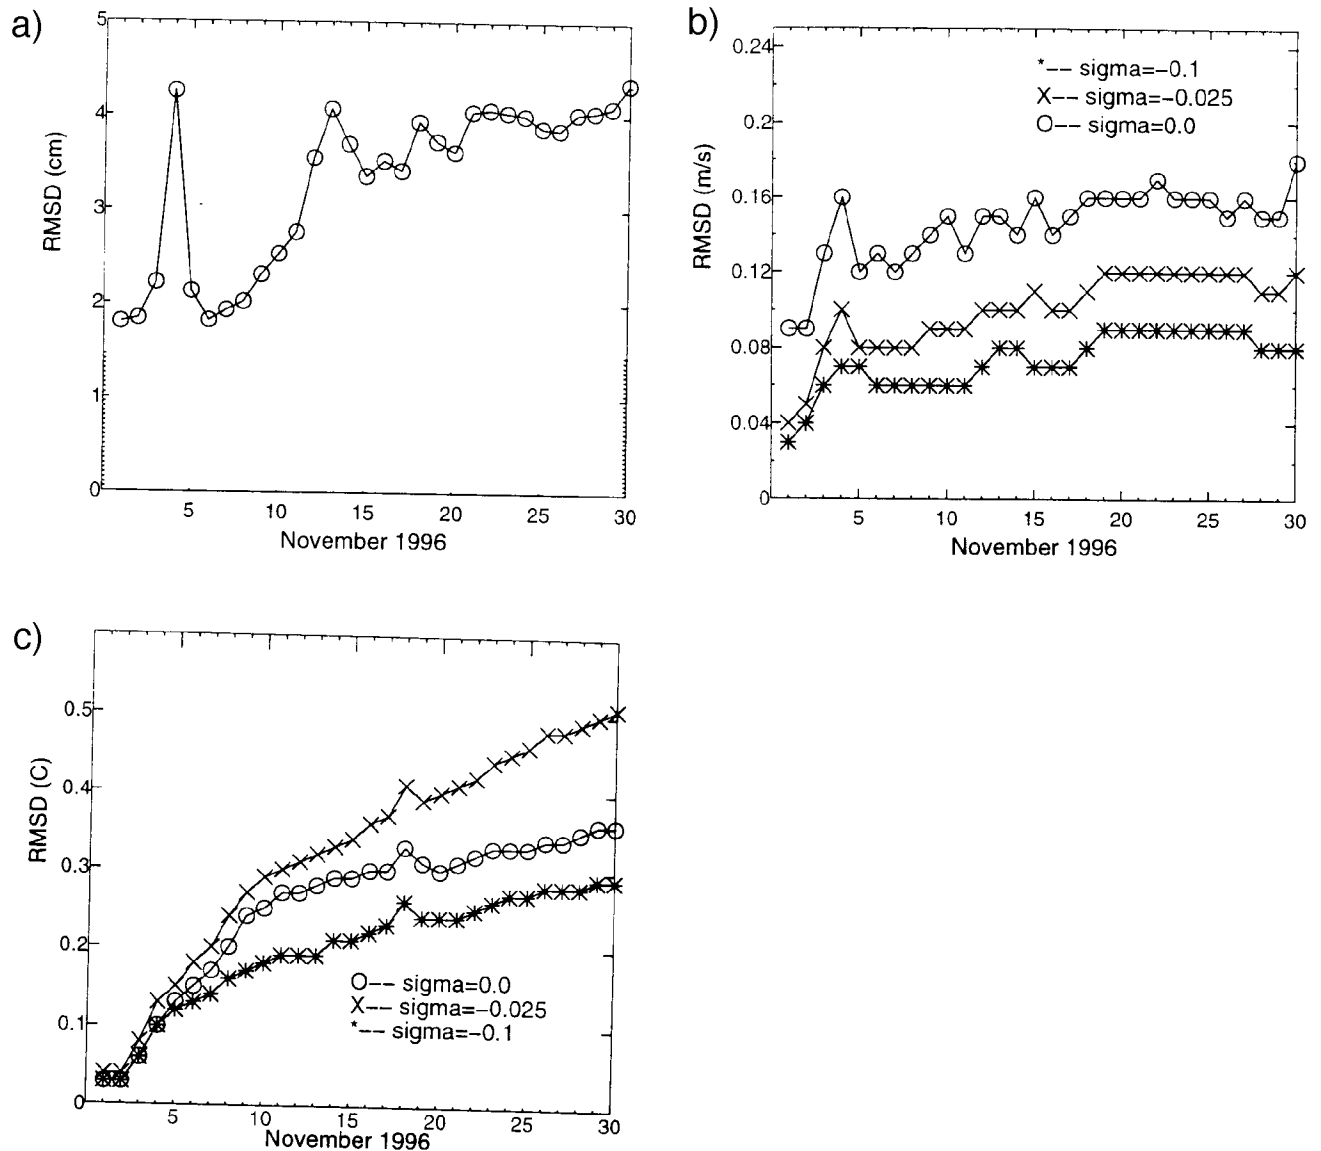 a)
5
4
3
2
1
0
RMSD (cm)
5 10 15 20 25 30
November 1996
b)
0.24
0.2
0.16
0.12
0.08
0.04
0
RMSD (m/s)
*-- sigma=-0.1
X-- sigma=-0.025
O-- sigma=0.0
5 10 15 20 25 30
November 1996
c)
0.5
0.4
0.3
0.2
0.1
0
RMSD (C)
O-- sigma=0.0
X-- sigma=-0.025
*-- sigma=-0.1
5 10 15 20 25 30
November 1996